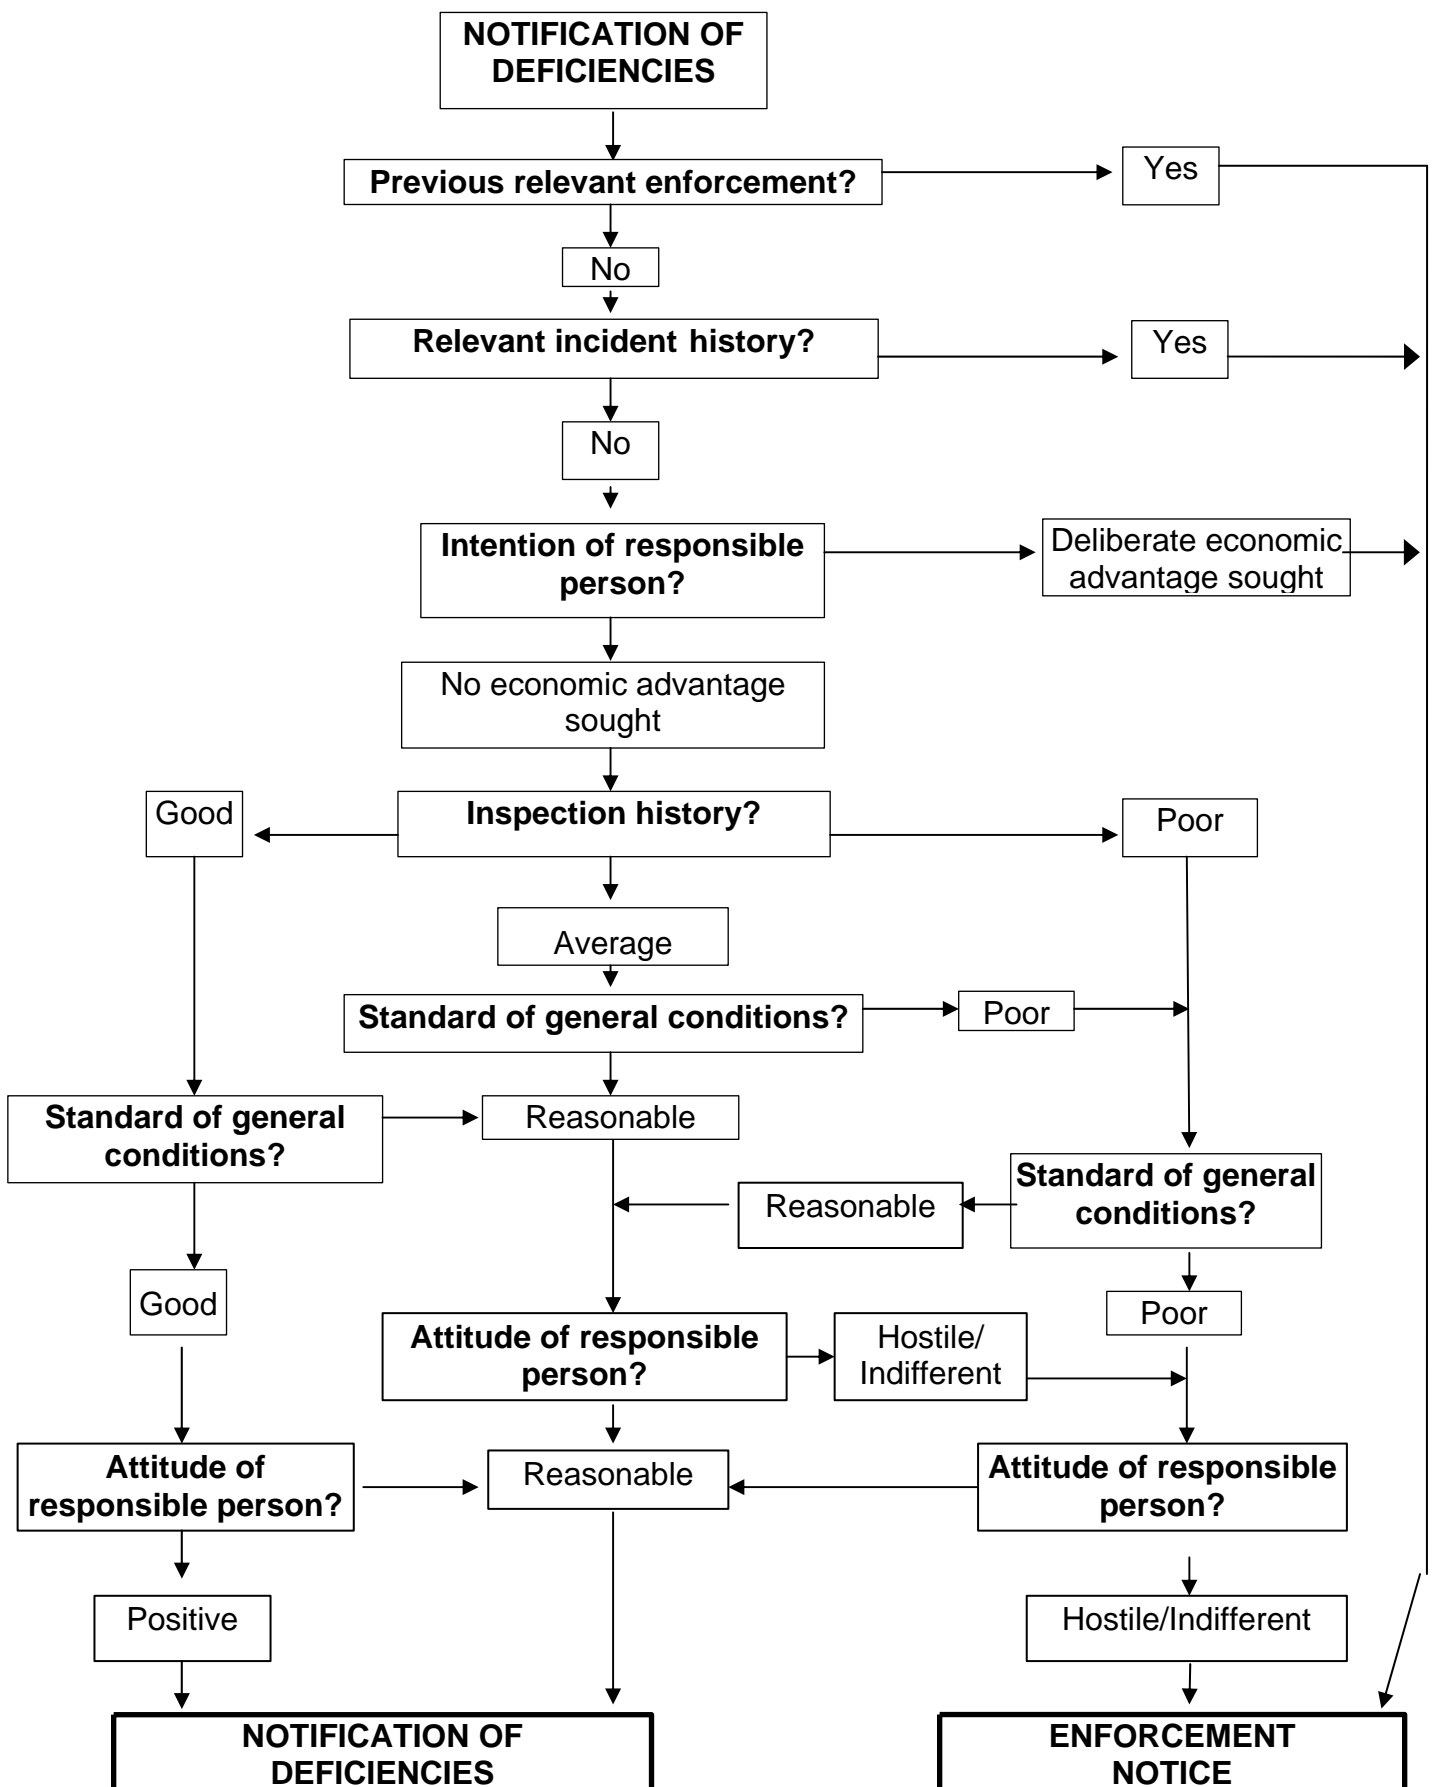 NOTIFICATION OF
DEFICIENCIES
Previous relevant enforcement?
Yes
No
Relevant incident history?
Yes
No
Intention of responsible
person?
Deliberate economic
advantage sought
No economic advantage
sought
Good
Inspection history?
Poor
Average
Standard of general conditions?
Poor
Standard of general
conditions?
Reasonable
Standard of general
conditions?
Reasonable
Good
Poor
Attitude of responsible
person?
Hostile/
Indifferent
Attitude of
responsible person?
Reasonable
Attitude of responsible
person?
Positive
Hostile/Indifferent
NOTIFICATION OF
DEFICIENCIES
ENFORCEMENT
NOTICE